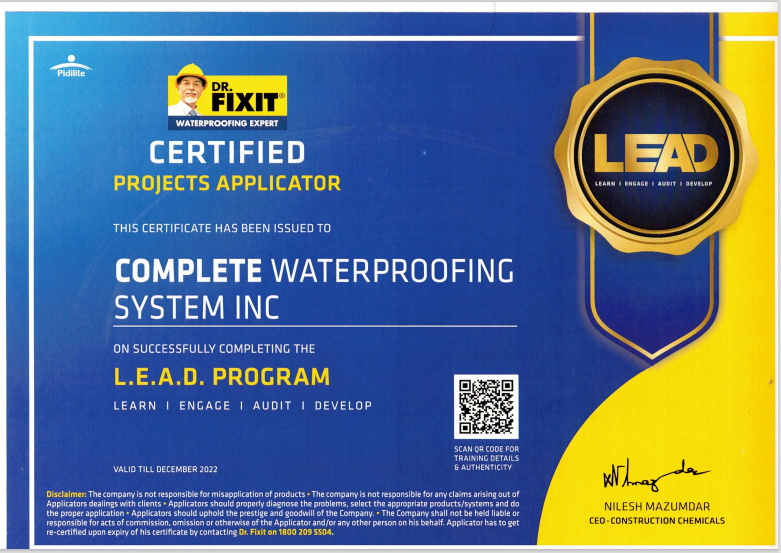 Pidilite
DR.
FIXIT®
WATERPROOFING EXPERT
CERTIFIED
PROJECTS APPLICATOR
LEAD
LEARN I ENGAGE I AUDIT I DEVELOP
THIS CERTIFICATE HAS BEEN ISSUED TO
COMPLETE WATERPROOFING
SYSTEM INC
ON SUCCESSFULLY COMPLETING THE
L.E.A.D. PROGRAM
LEARN I ENGAGE I AUDIT I DEVELOP
SCAN QR CODE FOR
TRAINING DETAILS
& AUTHENTICITY
VALID TILL DECEMBER 2022
NILESH MAZUMDAR
CEO - CONSTRUCTION CHEMICALS
Disclaimer: The company is not responsible for misapplication of products • The company is not responsible for any claims arising out of
Applicators dealings with clients • Applicators should properly diagnose the problems, select the appropriate products/systems and do
the proper application • Applicators should uphold the prestige and goodwill of the Company. • The Company shall not be held liable or
responsible for acts of commission, omission or otherwise of the Applicator and/or any other person on his behalf. Applicator has to get
re-certified upon expiry of his certificate by contacting Dr. Fixit on 1800 209 5504.